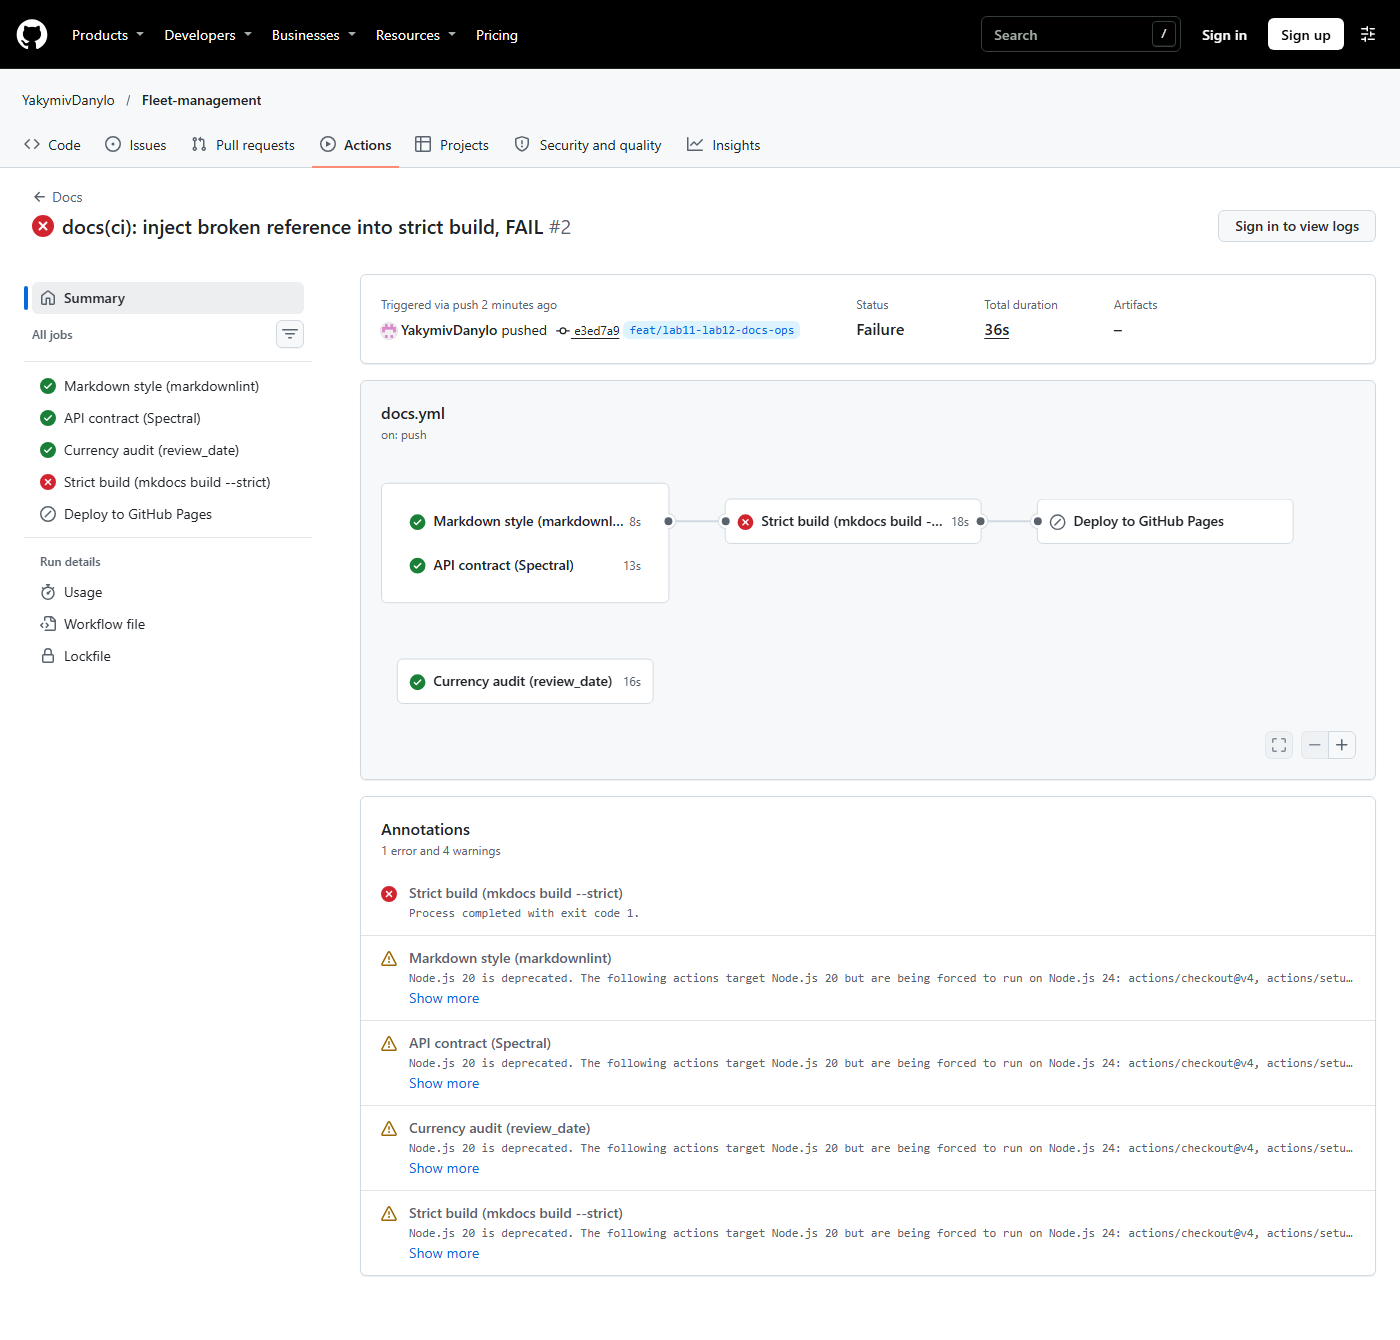 Products Developers Businesses Resources Pricing Search / Sign in Sign up
YakymivDanylo / Fleet-management
Code Issues Pull requests Actions Projects Security and quality Insights
Docs
docs(ci): inject broken reference into strict build, FAIL #2
Sign in to view logs
Summary
All jobs
Markdown style (markdownlint)
API contract (Spectral)
Currency audit (review_date)
Strict build (mkdocs build --strict)
Deploy to GitHub Pages
Run details
Usage
Workflow file
Lockfile
Triggered via push 2 minutes ago
YakymivDanylo pushed e3ed7a9 feat/lab11-lab12-docs-ops
Status
Failure
Total duration
36s
Artifacts
–
docs.yml
on: push
Markdown style (markdownl... 8s
API contract (Spectral) 13s
Strict build (mkdocs build -... 18s
Deploy to GitHub Pages
Currency audit (review_date) 16s
Annotations
1 error and 4 warnings
Strict build (mkdocs build --strict)
Process completed with exit code 1.
Markdown style (markdownlint)
Node.js 20 is deprecated. The following actions target Node.js 20 but are being forced to run on Node.js 24: actions/checkout@v4, actions/setu...
Show more
API contract (Spectral)
Node.js 20 is deprecated. The following actions target Node.js 20 but are being forced to run on Node.js 24: actions/checkout@v4, actions/setu...
Show more
Currency audit (review_date)
Node.js 20 is deprecated. The following actions target Node.js 20 but are being forced to run on Node.js 24: actions/checkout@v4, actions/setu...
Show more
Strict build (mkdocs build --strict)
Node.js 20 is deprecated. The following actions target Node.js 20 but are being forced to run on Node.js 24: actions/checkout@v4, actions/setu...
Show more